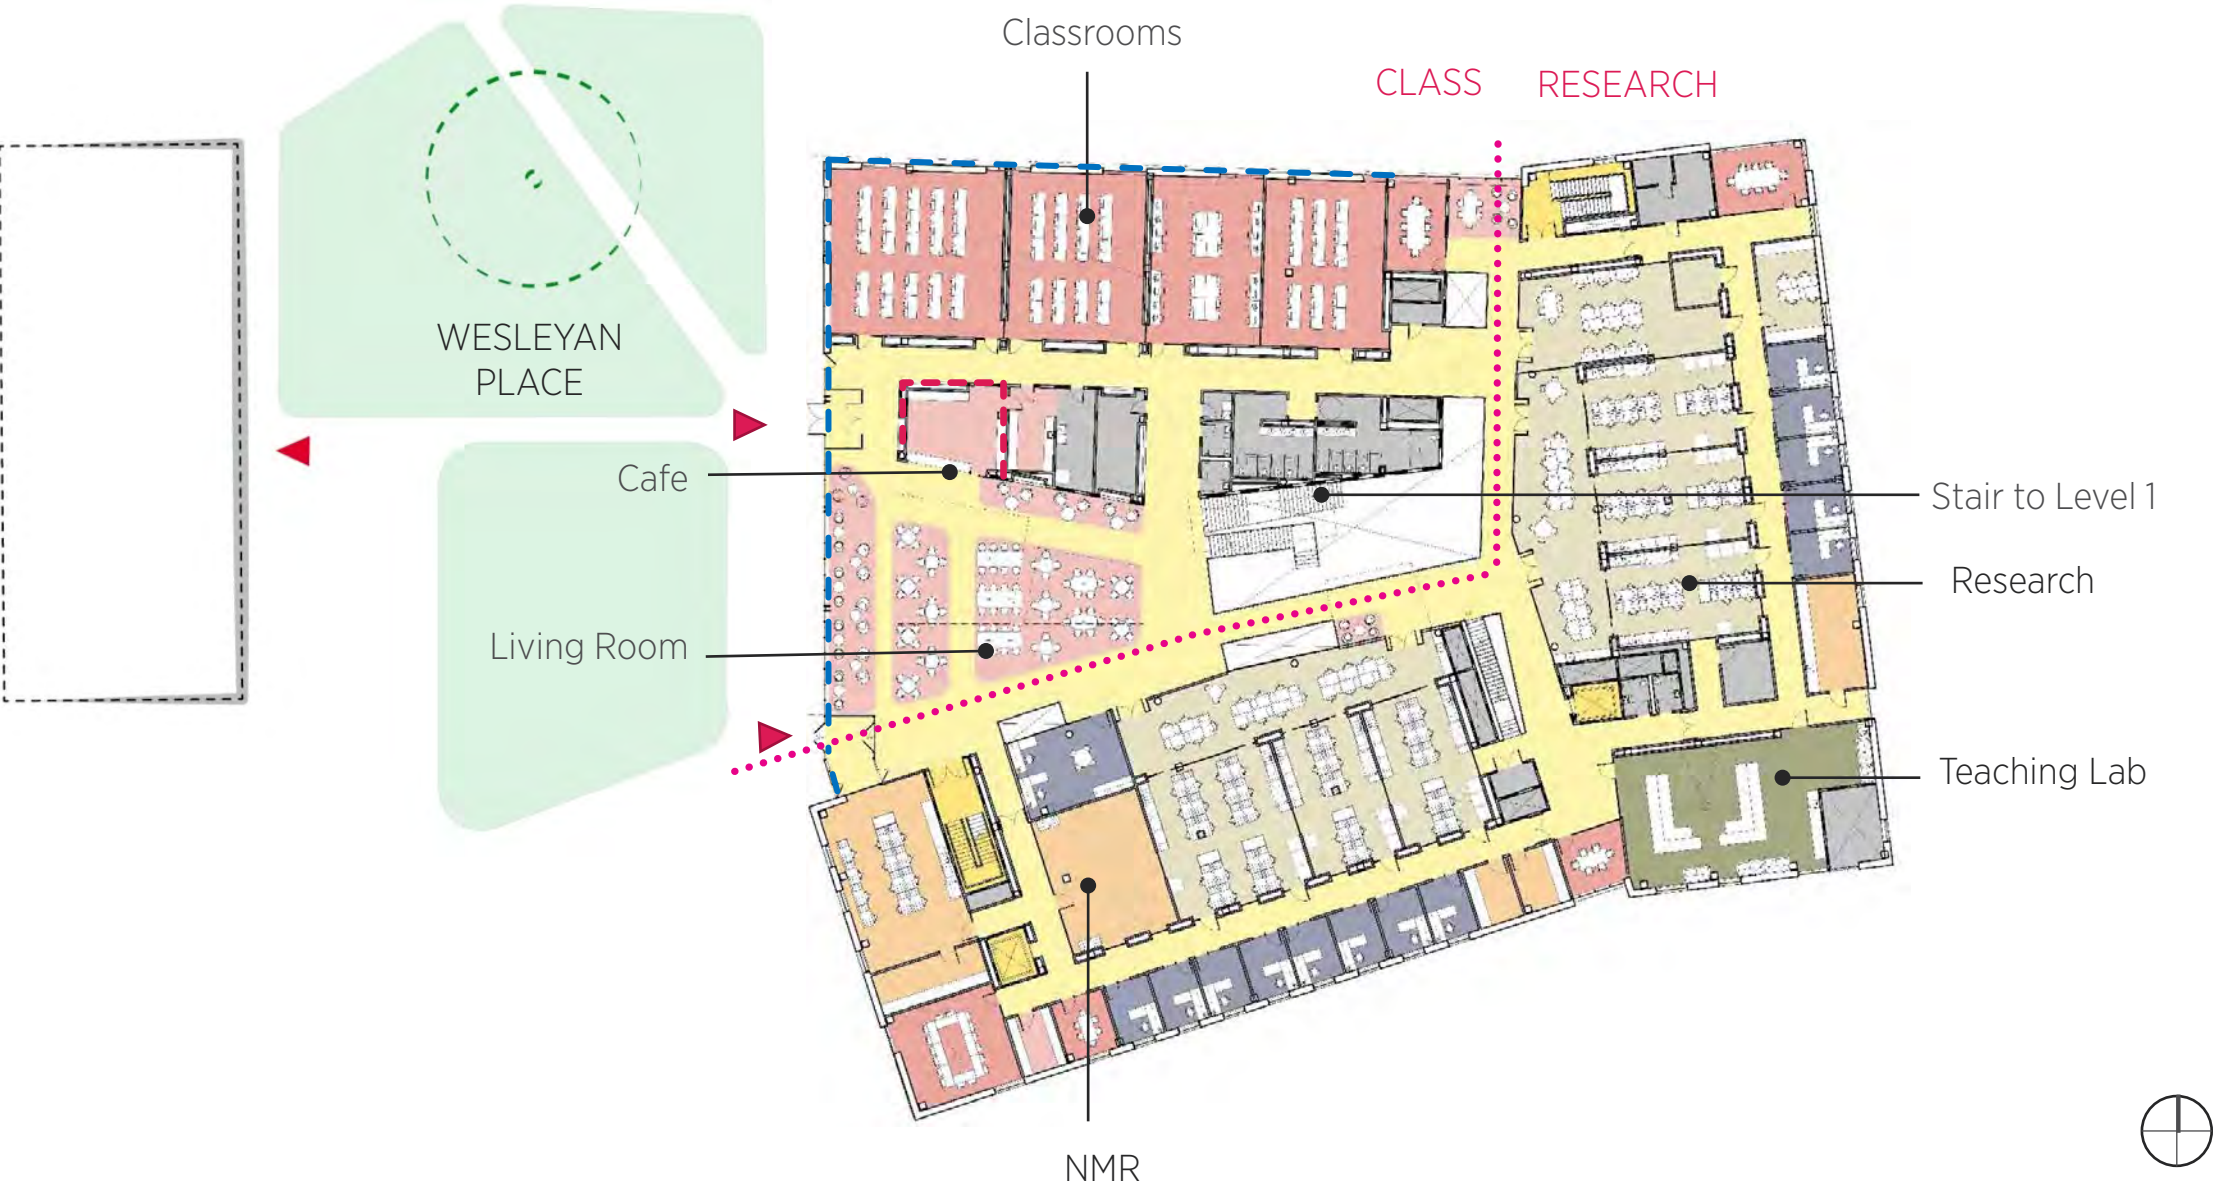 Classrooms
CLASS
RESEARCH
WESLEYAN
PLACE
Cafe
Stair to Level 1
Research
Living Room
Teaching Lab
NMR